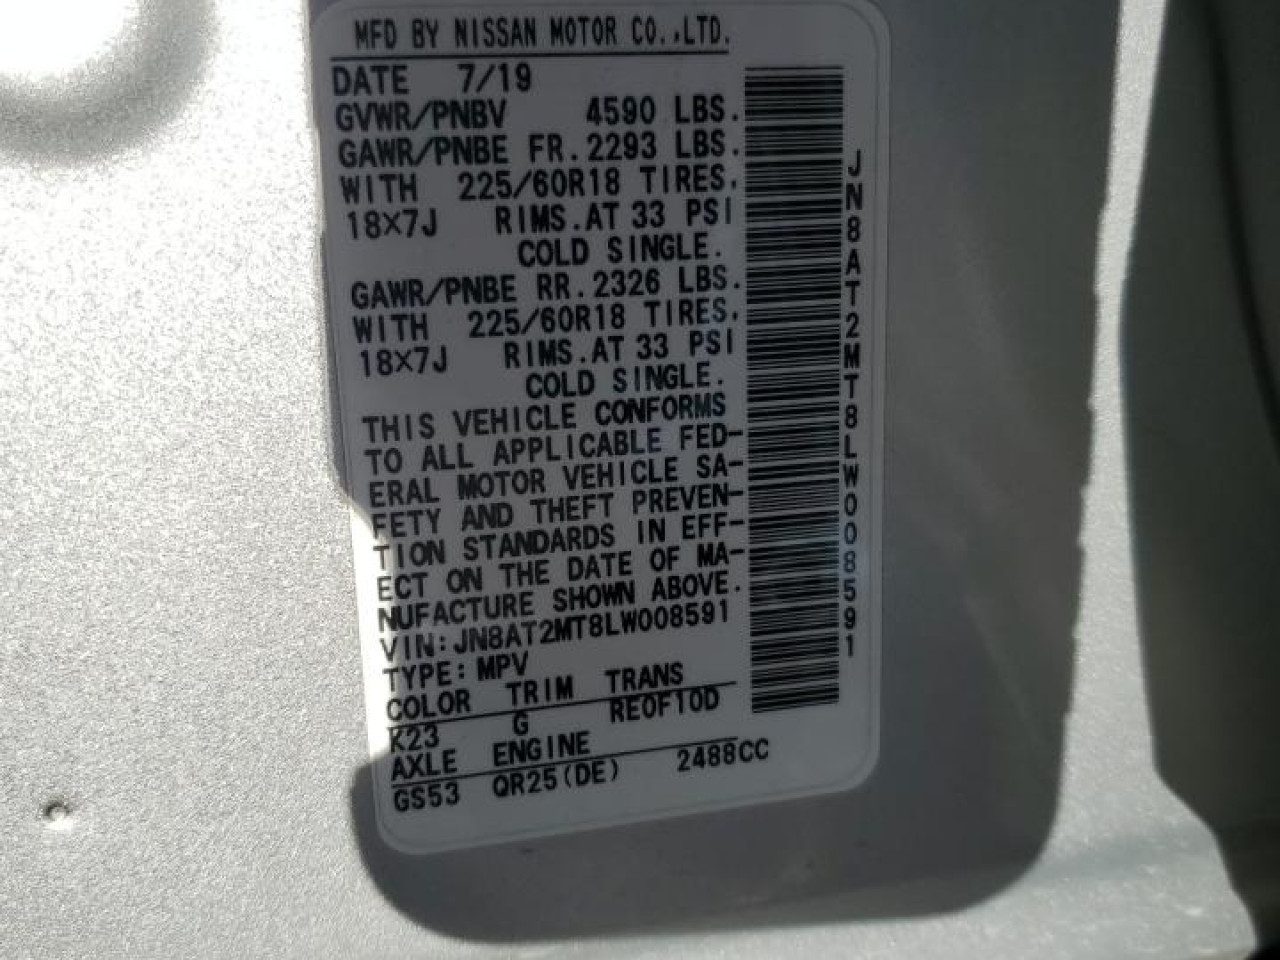 MFD BY NISSAN MOTOR CO.,LTD.
DATE 7/19
GVWR/PNBV 4590 LBS.
GAWR/PNBE FR.2293 LBS.
WITH 225/60R18 TIRES,
18X7J RIMS.AT 33 PSI
COLD SINGLE.
GAWR/PNBE RR.2326 LBS.
WITH 225/60R18 TIRES,
18X7J RIMS.AT 33 PSI
COLD SINGLE.
THIS VEHICLE CONFORMS
TO ALL APPLICABLE FED-
ERAL MOTOR VEHICLE SA-
FETY AND THEFT PREVEN-
TION STANDARDS IN EFF-
ECT ON THE DATE OF MA-
NUFACTURE SHOWN ABOVE.
VIN:JN8AT2MT8LW008591
TYPE:MPV
COLOR TRIM TRANS
K23 G RE0F10D
AXLE ENGINE
GS53 QR25(DE) 2488CC
JN8AT2MT8LW008591